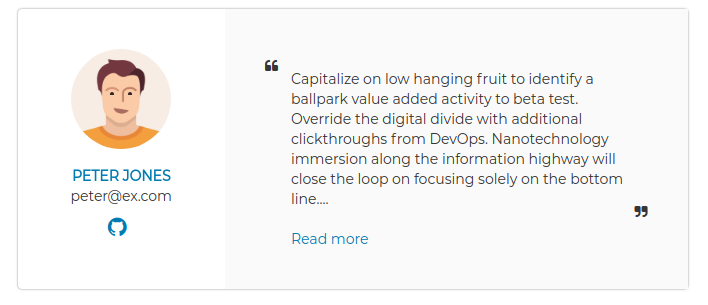 PETER JONES
peter@ex.com
❝
Capitalize on low hanging fruit to identify a
ballpark value added activity to beta test.
Override the digital divide with additional
clickthroughs from DevOps. Nanotechnology
immersion along the information highway will
close the loop on focusing solely on the bottom
line....
❞
Read more